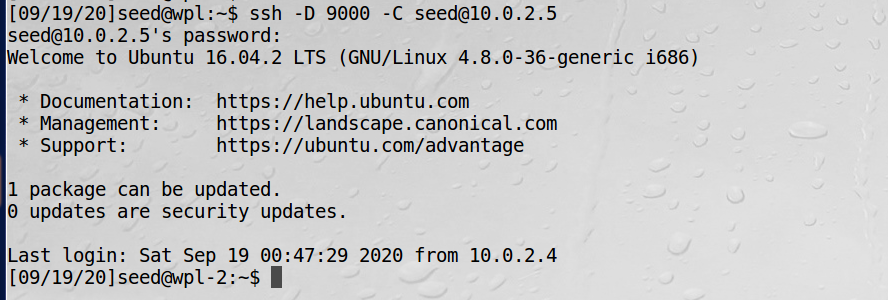 [09/19/20]seed@wpl:~$ ssh -D 9000 -C seed@10.0.2.5
seed@10.0.2.5's password:
Welcome to Ubuntu 16.04.2 LTS (GNU/Linux 4.8.0-36-generic i686)
* Documentation:  https://help.ubuntu.com
* Management:     https://landscape.canonical.com
* Support:        https://ubuntu.com/advantage
1 package can be updated.
0 updates are security updates.
Last login: Sat Sep 19 00:47:29 2020 from 10.0.2.4
[09/19/20]seed@wpl-2:~$